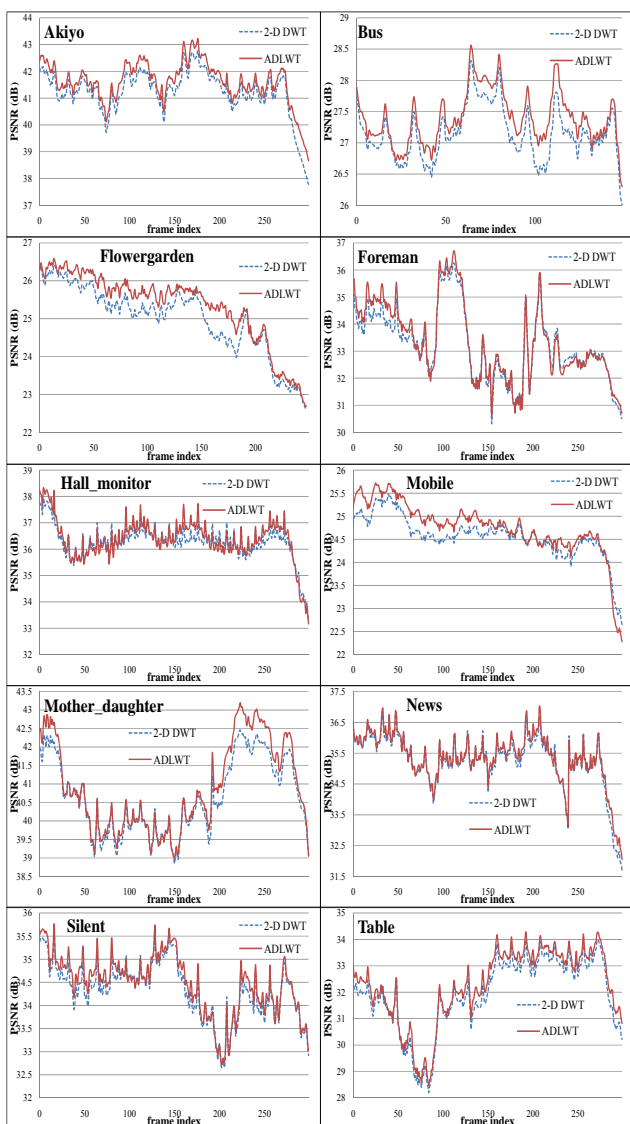 Akiyo
2-D DWT
ADLWT
PSNR (dB)
43
42
41
40
39
38
37
0 50 100 150 200 250
frame index
Bus
2-D DWT
ADLWT
PSNR (dB)
29
28.5
28
27.5
27
26.5
26
0 50 100
frame index
Flowergarden
2-D DWT
ADLWT
PSNR (dB)
27
26
25
24
23
22
0 50 100 150 200
frame index
Foreman
2-D DWT
ADLWT
PSNR (dB)
37
36
35
34
33
32
31
30
0 50 100 150 200 250
frame index
Hall_monitor
2-D DWT
ADLWT
PSNR (dB)
39
38
37
36
35
34
33
32
0 50 100 150 200 250
frame index
Mobile
2-D DWT
ADLWT
PSNR (dB)
26
25.5
25
24.5
24
23.5
23
22.5
22
0 50 100 150 200 250
frame index
Mother_daughter
2-D DWT
ADLWT
PSNR (dB)
43.5
43
42.5
42
41.5
41
40.5
40
39.5
39
38.5
0 50 100 150 200 250
frame index
News
2-D DWT
ADLWT
PSNR (dB)
37.5
36.5
35.5
34.5
33.5
32.5
31.5
0 50 100 150 200 250
frame index
Silent
2-D DWT
ADLWT
PSNR (dB)
36
35.5
35
34.5
34
33.5
33
32.5
32
0 50 100 150 200 250
frame index
Table
2-D DWT
ADLWT
PSNR (dB)
35
34
33
32
31
30
29
28
0 50 100 150 200 250
frame index